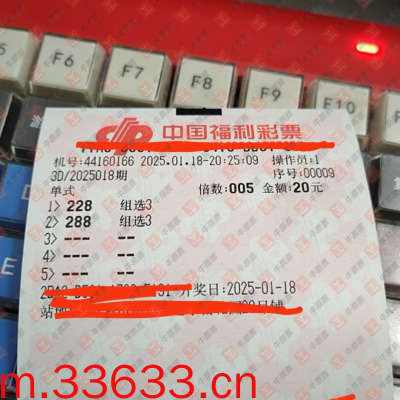 5 F6 F7 F8 F9 F10
中国福利彩票
机号:44160166 2025.01.18-20:25:09 操作员:1
3D/2025018期 序号:00009
单式 倍数:005 金额:20元
1> 228 组选3
2> 288 组选3
3> --- --
4> --- --
5> --- --
开奖日:2025-01-18
m.33633.cn